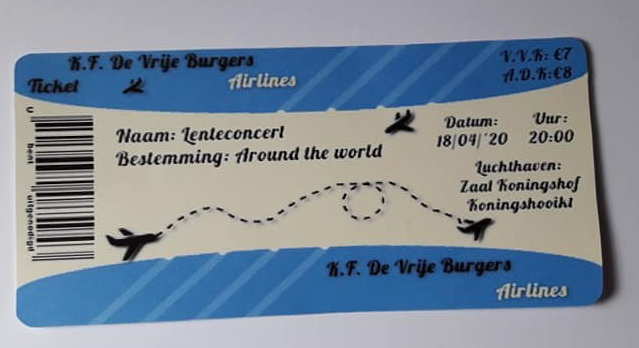 K.F. De Vrije Burgers
Airlines
Ticket
V.V.K: €7
A.D.K: €8
U bent uitgenodigd
Naam: Lenteconcert
Bestemming: Around the world
Datum:
18/04/'20
Uur:
20:00
Luchthaven:
Zaal Koningshof
Koningshooikt
K.F. De Vrije Burgers
Airlines